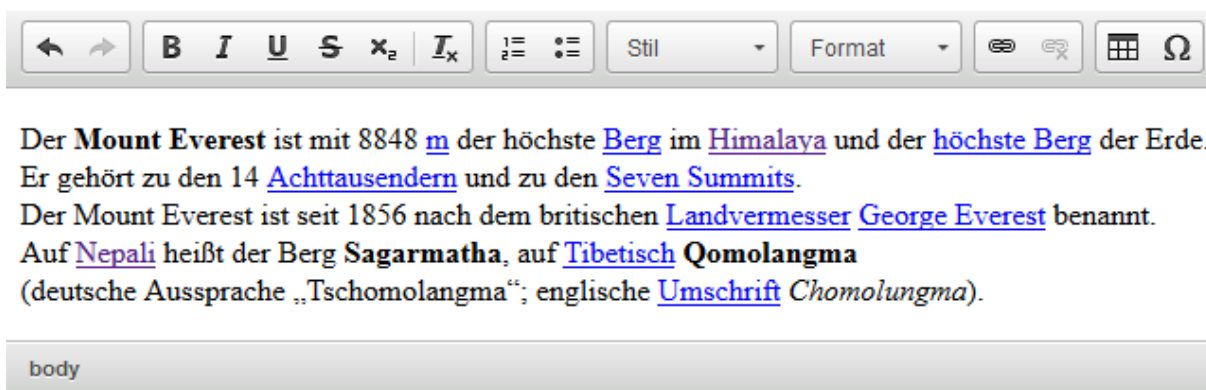 B I U S x₂ Ix Stil Format Ω
Der Mount Everest ist mit 8848 m der höchste Berg im Himalaya und der höchste Berg der Erde.
Er gehört zu den 14 Achttausendern und zu den Seven Summits.
Der Mount Everest ist seit 1856 nach dem britischen Landvermesser George Everest benannt.
Auf Nepali heißt der Berg Sagarmatha, auf Tibetisch Qomolangma
(deutsche Aussprache „Tschomolangma“; englische Umschrift Chomolungma).
body